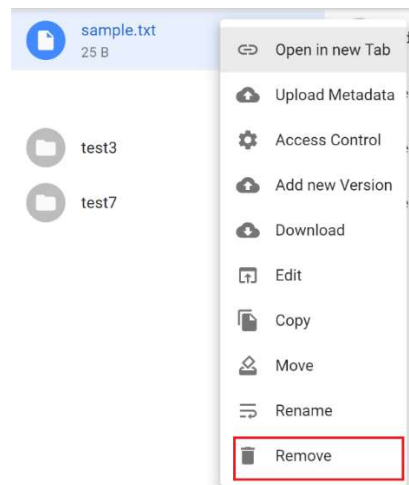 sample.txt
25 B
test3
test7
Open in new Tab
Upload Metadata
Access Control
Add new Version
Download
Edit
Copy
Move
Rename
Remove